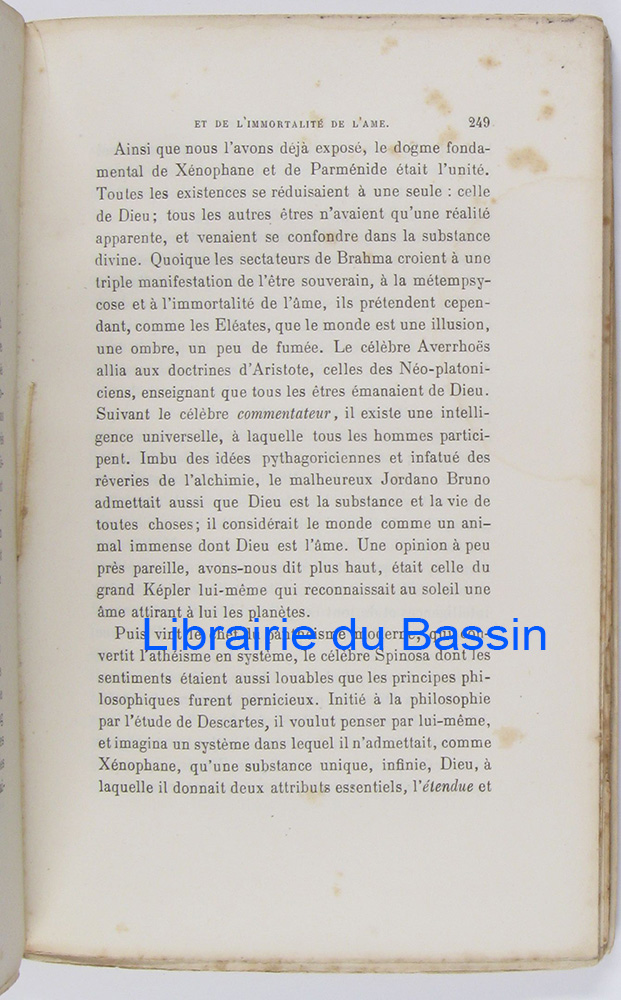 ET DE L'IMMORTALITÉ DE L'AME. 249
Ainsi que nous l'avons déjà exposé, le dogme fonda-
mental de Xénophane et de Parménide était l'unité.
Toutes les existences se réduisaient à une seule : celle
de Dieu; tous les autres êtres n'avaient qu'une réalité
apparente, et venaient se confondre dans la substance
divine. Quoique les sectateurs de Brahma croient à une
triple manifestation de l'être souverain, à la métempsy-
cose et à l'immortalité de l'âme, ils prétendent cepen-
dant, comme les Eléates, que le monde est une illusion,
une ombre, un peu de fumée. Le célèbre Averrhoës
allia aux doctrines d'Aristote, celles des Néo-platoni-
ciens, enseignant que tous les êtres émanaient de Dieu.
Suivant le célèbre commentateur, il existe une intelli-
gence universelle, à laquelle tous les hommes partici-
pent. Imbu des idées pythagoriciennes et infatué des
rêveries de l'alchimie, le malheureux Jordano Bruno
admettait aussi que Dieu est la substance et la vie de
toutes choses; il considérait le monde comme un ani-
mal immense dont Dieu est l'âme. Une opinion à peu
près pareille, avons-nous dit plus haut, était celle du
grand Képler lui-même qui reconnaissait au soleil une
âme attirant à lui les planètes.
Puis vint le chef du panthéisme moderne, qui con-
Librairie du Bassin
vertit l'athéisme en système, le célèbre Spinosa dont les
sentiments étaient aussi louables que les principes phi-
losophiques furent pernicieux. Initié à la philosophie
par l'étude de Descartes, il voulut penser par lui-même,
et imagina un système dans lequel il n'admettait, comme
Xénophane, qu'une substance unique, infinie, Dieu, à
laquelle il donnait deux attributs essentiels, l'étendue et